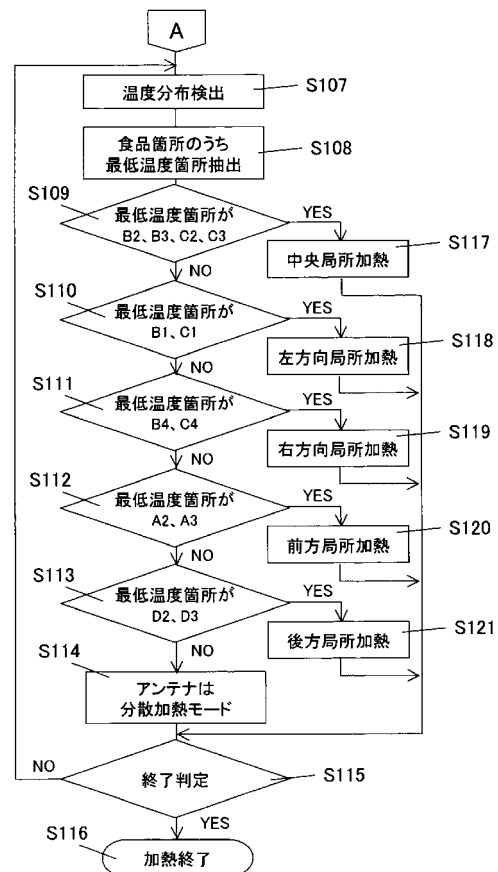 A
温度分布検出
S107
食品箇所のうち
最低温度箇所抽出
S108
S109
最低温度箇所が
B2、B3、C2、C3
YES
S117
中央局所加熱
NO
S110
最低温度箇所が
B1、C1
YES
S118
左方向局所加熱
NO
S111
最低温度箇所が
B4、C4
YES
S119
右方向局所加熱
NO
S112
最低温度箇所が
A2、A3
YES
S120
前方局所加熱
NO
S113
最低温度箇所が
D2、D3
YES
S121
後方局所加熱
NO
S114
アンテナは
分散加熱モード
NO
終了判定
S115
YES
S116
加熱終了